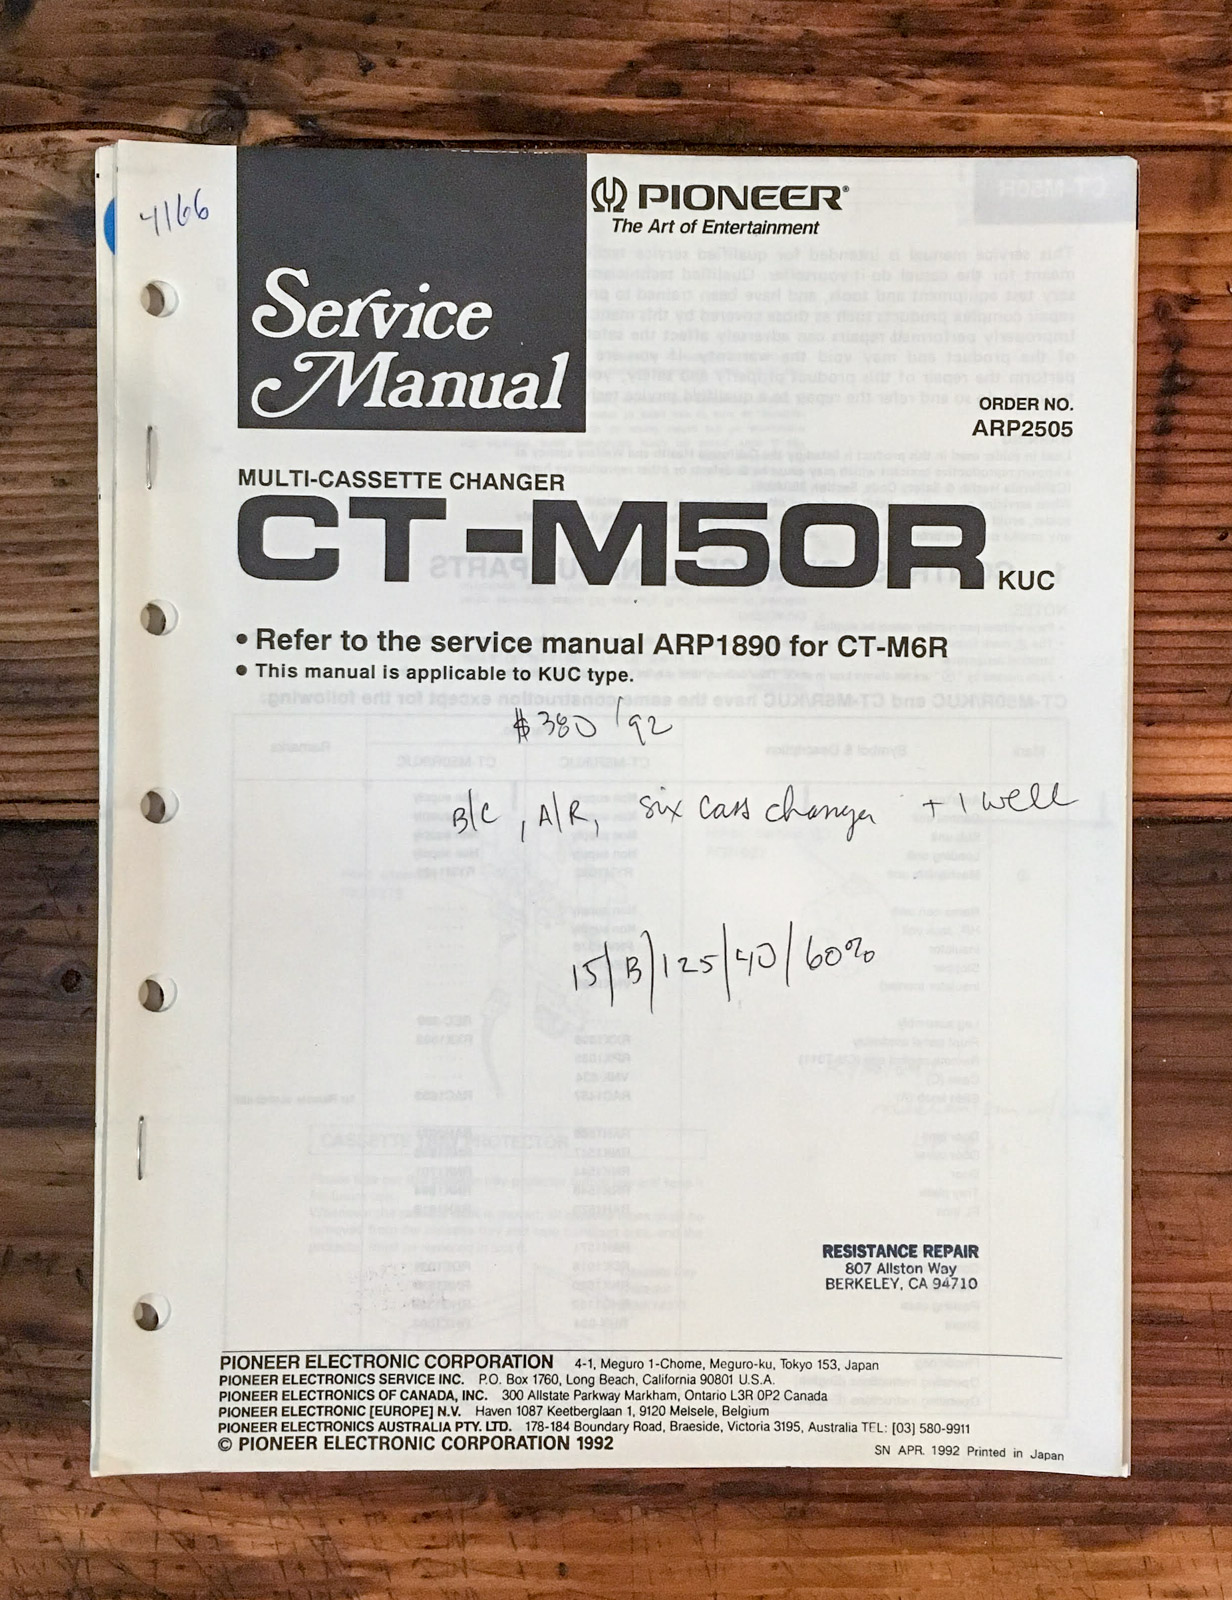 4166
PIONEER®
The Art of Entertainment
Service
Manual
ORDER NO.
ARP2505
MULTI-CASSETTE CHANGER
CT-M50R KUC
• Refer to the service manual ARP1890 for CT-M6R
• This manual is applicable to KUC type.
$380 '92
B/C, A/R, six cass changer + 1 well
15/B/125/40/60%
RESISTANCE REPAIR
807 Allston Way
BERKELEY, CA 94710
PIONEER ELECTRONIC CORPORATION 4-1, Meguro 1-Chome, Meguro-ku, Tokyo 153, Japan
PIONEER ELECTRONICS SERVICE INC. P.O. Box 1760, Long Beach, California 90801 U.S.A.
PIONEER ELECTRONICS OF CANADA, INC. 300 Allstate Parkway Markham, Ontario L3R 0P2 Canada
PIONEER ELECTRONIC [EUROPE] N.V. Haven 1087 Keetberglaan 1, 9120 Melsele, Belgium
PIONEER ELECTRONICS AUSTRALIA PTY. LTD. 178-184 Boundary Road, Braeside, Victoria 3195, Australia TEL: [03] 580-9911
© PIONEER ELECTRONIC CORPORATION 1992
SN APR. 1992 Printed in Japan